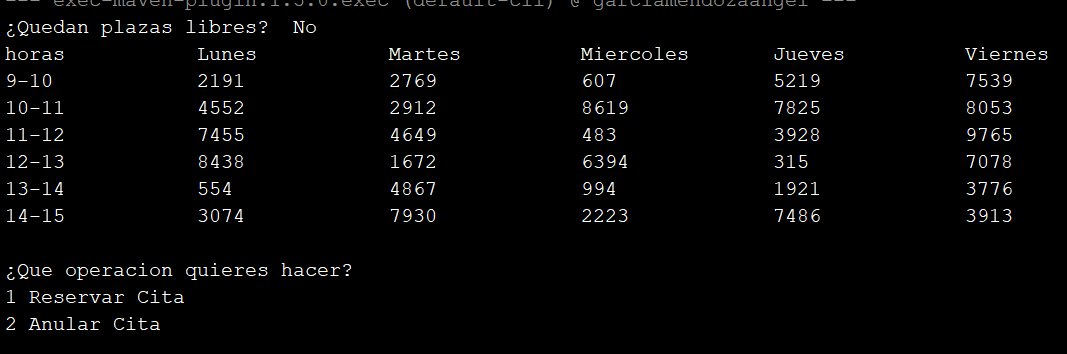 --- exec-maven-plugin:1.5.0:exec (default-cli) @ garciamendozaangel ---
¿Quedan plazas libres?  No
horas Lunes Martes Miercoles Jueves Viernes
9-10 2191 2769 607 5219 7539
10-11 4552 2912 8619 7825 8053
11-12 7455 4649 483 3928 9765
12-13 8438 1672 6394 315 7078
13-14 554 4867 994 1921 3776
14-15 3074 7930 2223 7486 3913
¿Que operacion quieres hacer?
1 Reservar Cita
2 Anular Cita